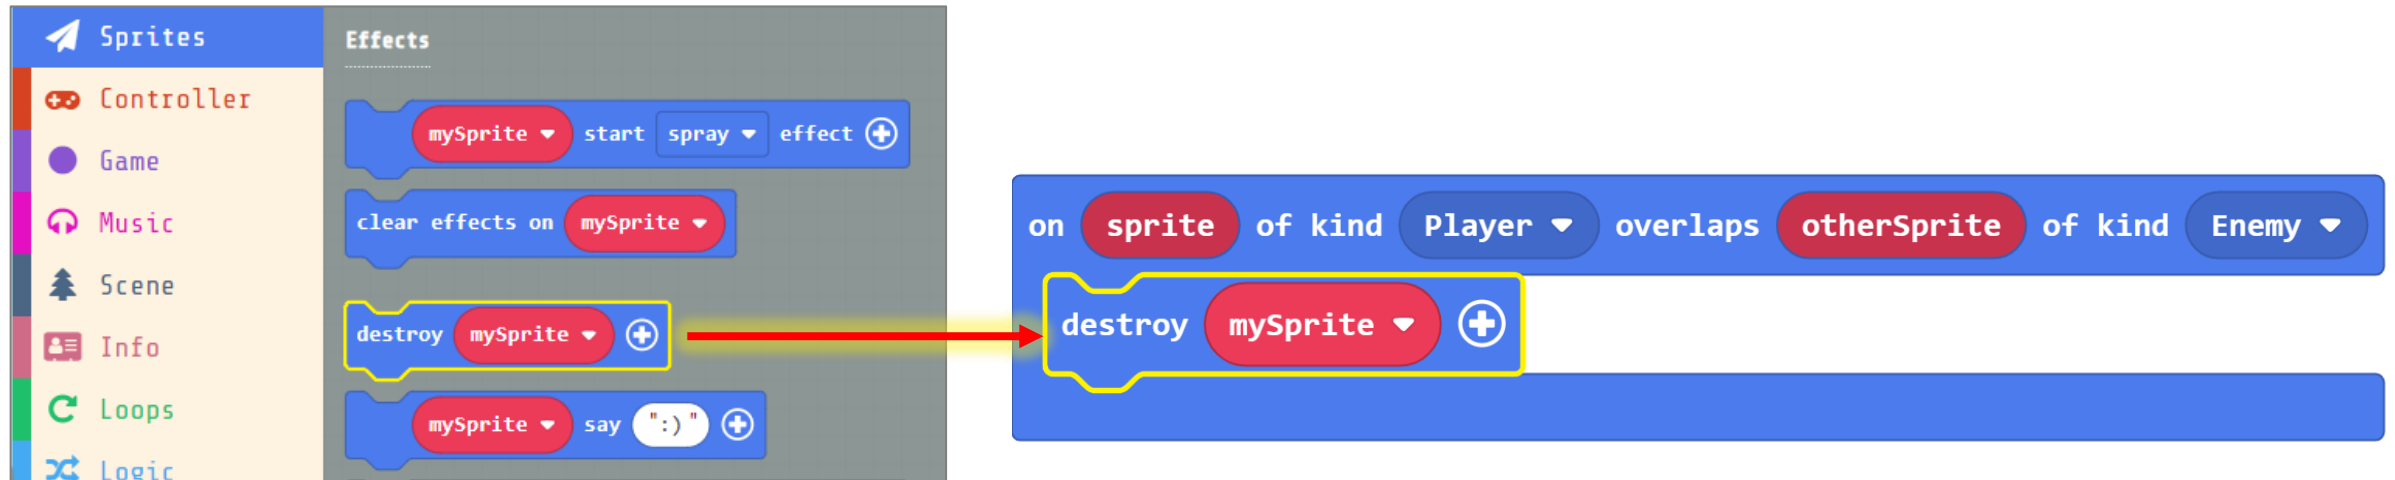 Sprites
Controller
Game
Music
Scene
Info
Loops
Logic
Effects
mySprite start spray effect
clear effects on mySprite
destroy mySprite
mySprite say ":)"
on sprite of kind Player overlaps otherSprite of kind Enemy
destroy mySprite